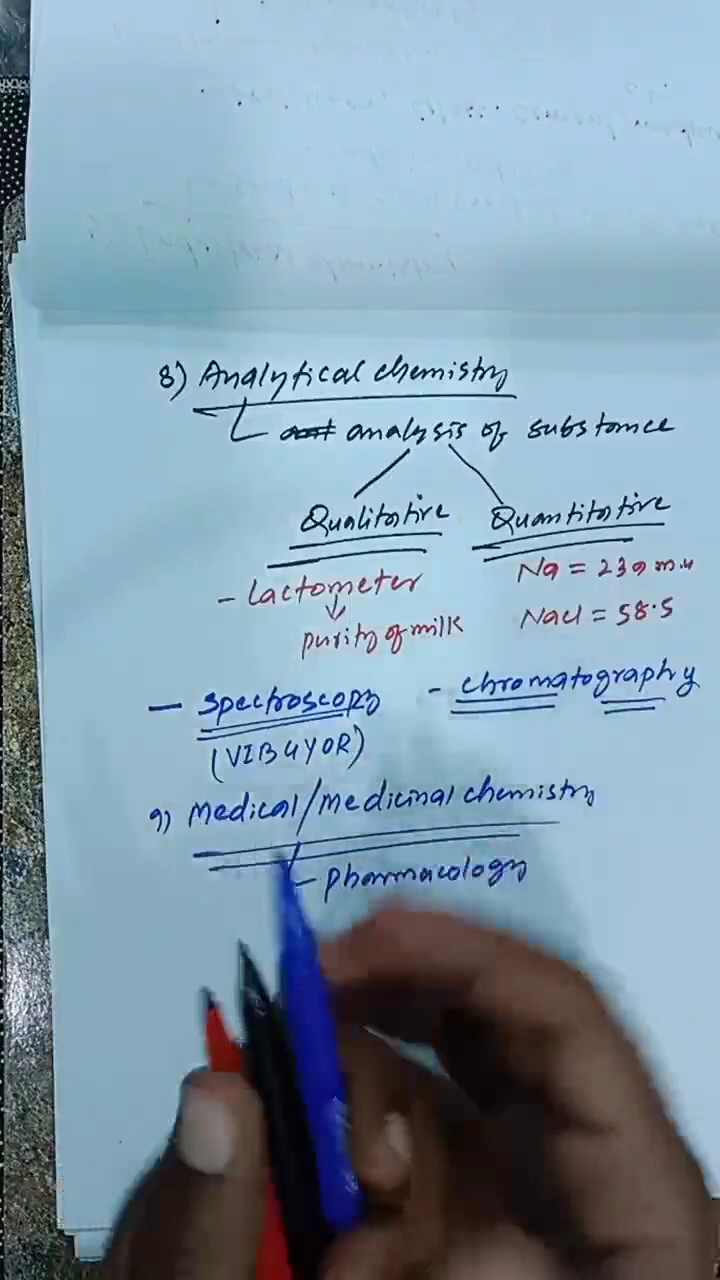 8) Analytical chemistry
analysis of substance
Qualitative Quantitative
- Lactometer Na = 23 a m.u
purity of milk NaCl = 58.5
- Spectroscopy - chromatography
(VIBGYOR)
9) Medical/Medicinal chemistry
- Pharmacology